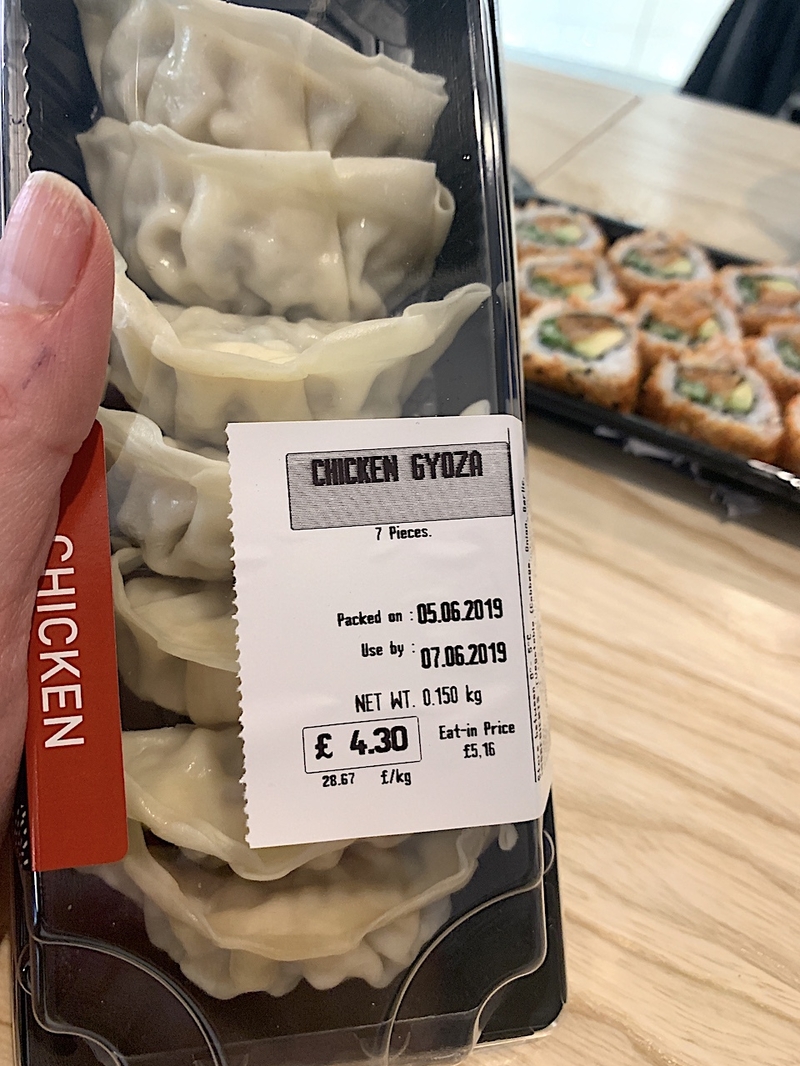 CHICKEN GYOZA
7 Pieces.
Packed on : 05.06.2019
Use by : 07.06.2019
NET WT. 0.150 kg
£ 4.30
Eat-in Price
£5,16
28.67 £/kg
CHICKEN